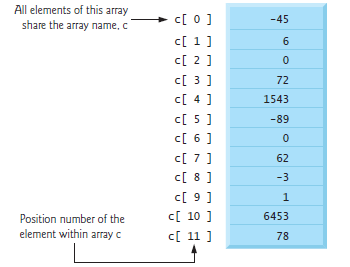 All elements of this array
share the array name, c
c[ 0 ] -45
c[ 1 ] 6
c[ 2 ] 0
c[ 3 ] 72
c[ 4 ] 1543
c[ 5 ] -89
c[ 6 ] 0
c[ 7 ] 62
c[ 8 ] -3
c[ 9 ] 1
c[ 10 ] 6453
c[ 11 ] 78
Position number of the
element within array c